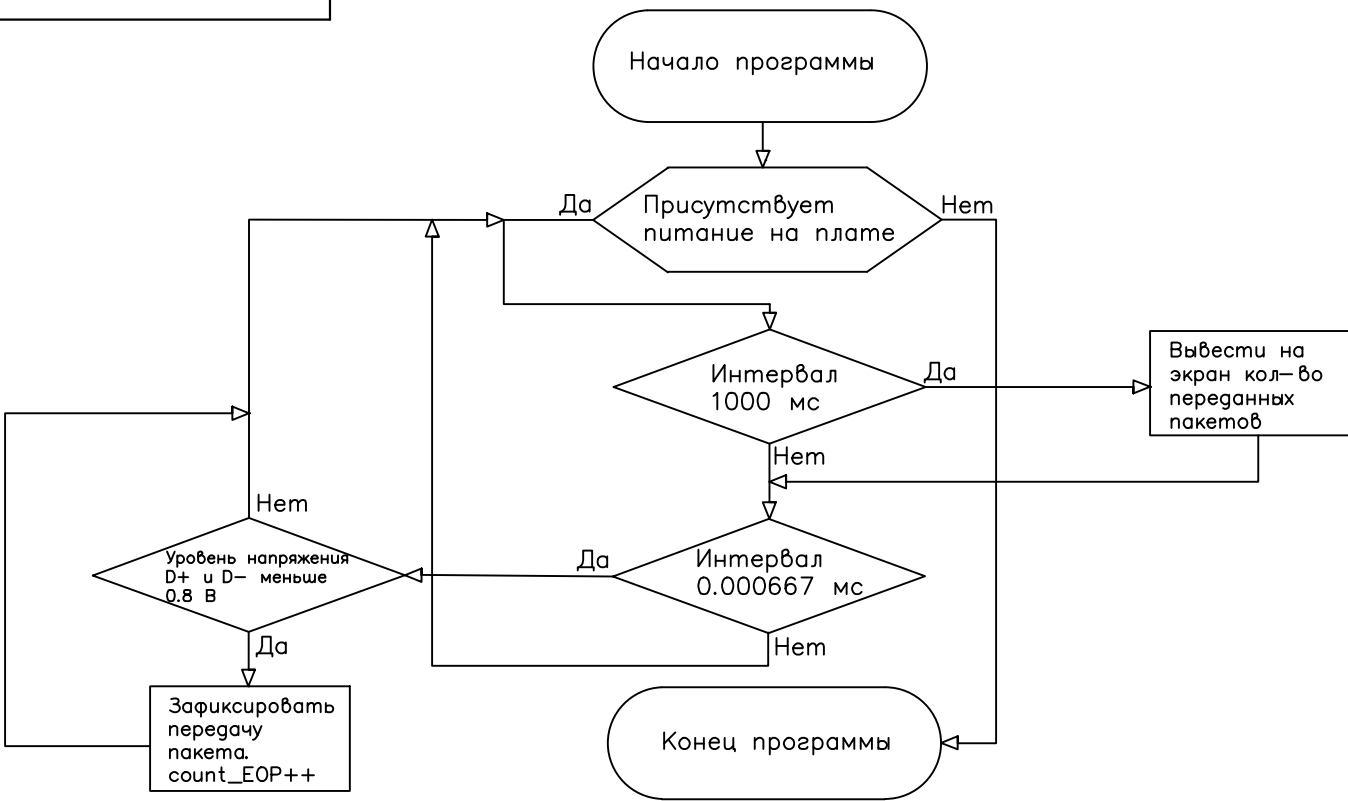 Начало программы
Да
Присутствует
питание на плате
Нет
Интервал
1000 мс
Да
Вывести на
экран кол-во
переданных
пакетов
Нет
Нет
Уровень напряжения
D+ и D- меньше
0.8 В
Да
Интервал
0.000667 мс
Да
Нет
Зафиксировать
передачу
пакета.
count_EOP++
Конец программы